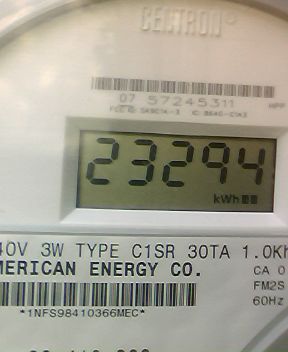 CENTRON®
07 57245311
23294
kWh
40V 3W TYPE C1SR 30TA 1.0Kh
MERICAN ENERGY CO.
CA 0
FM2S
60Hz
*1NFS98410366MEC*